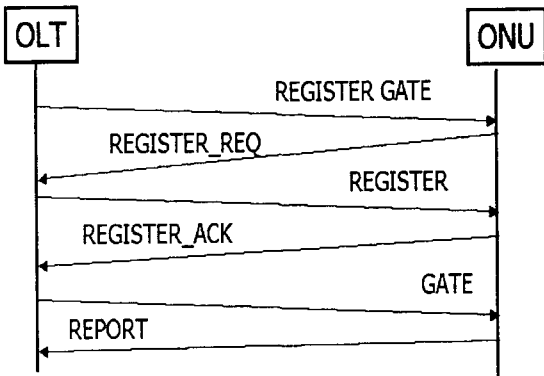 OLT
ONU
REGISTER GATE
REGISTER_REQ
REGISTER
REGISTER_ACK
GATE
REPORT